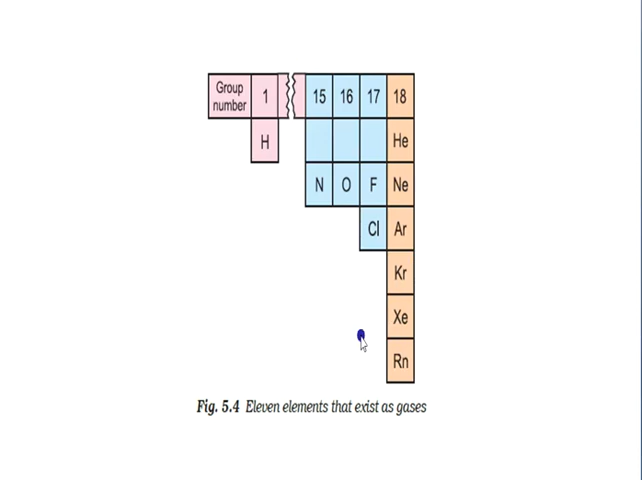 Group number 1 15 16 17 18
H He
N O F Ne
Cl Ar
Kr
Xe
Rn
Fig. 5.4 Eleven elements that exist as gases